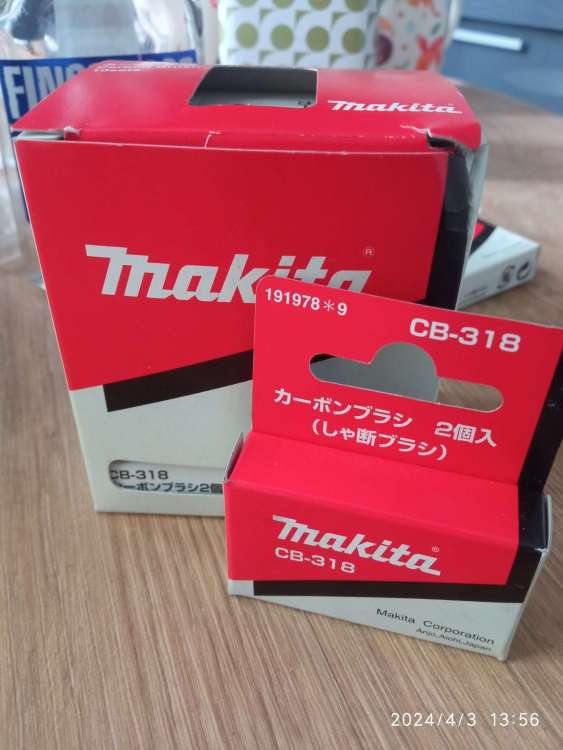 FING
makita
makita®
CB-318
カーボンブラシ2個
191978*9
CB-318
カーボンブラシ 2個入
(しゃ断ブラシ)
makita®
CB-318
Makita Corporation
Anjo,Aichi,Japan
2024/4/3 13:56